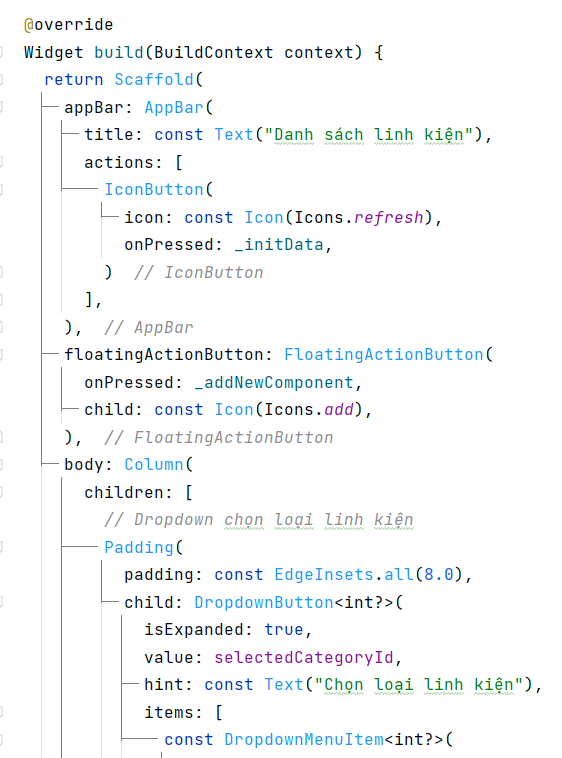 @override
Widget build(BuildContext context) {
  return Scaffold(
    appBar: AppBar(
      title: const Text("Danh sách linh kiện"),
      actions: [
        IconButton(
          icon: const Icon(Icons.refresh),
          onPressed: _initData,
        )  // IconButton
      ],
    ),  // AppBar
    floatingActionButton: FloatingActionButton(
      onPressed: _addNewComponent,
      child: const Icon(Icons.add),
    ),  // FloatingActionButton
    body: Column(
      children: [
        // Dropdown chọn loại linh kiện
        Padding(
          padding: const EdgeInsets.all(8.0),
          child: DropdownButton<int?>(
            isExpanded: true,
            value: selectedCategoryId,
            hint: const Text("Chọn loại linh kiện"),
            items: [
              const DropdownMenuItem<int?>(